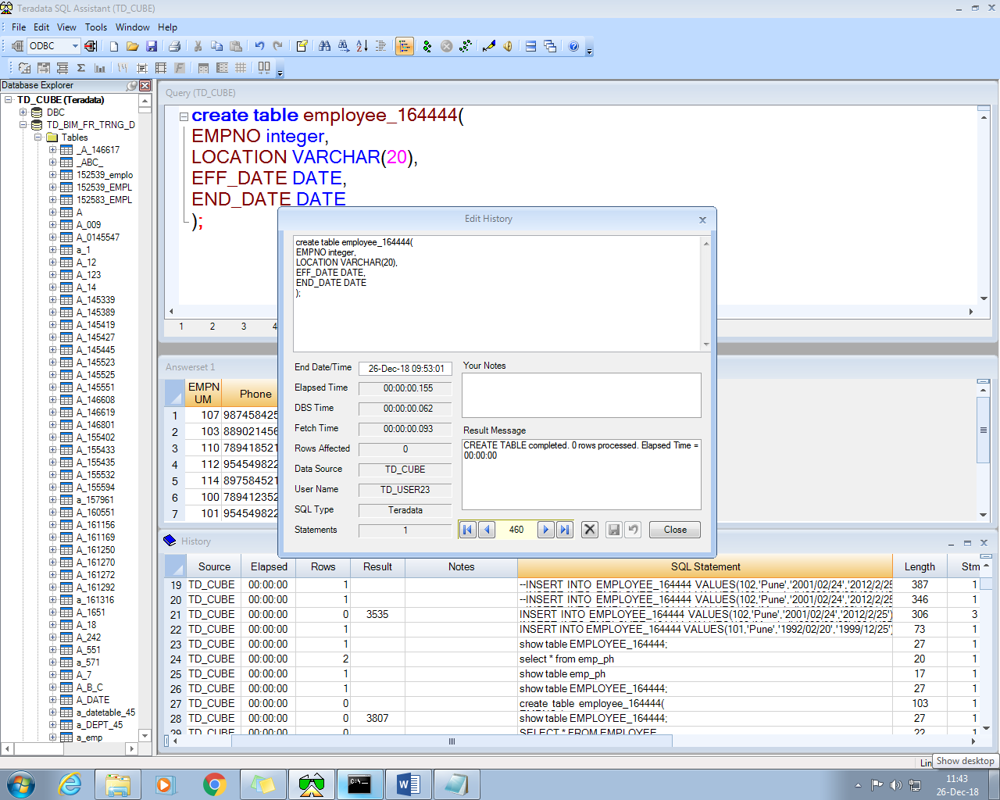 Teradata SQL Assistant (TD_CUBE)
File Edit View Tools Window Help
ODBC
Database Explorer
TD_CUBE (Teradata)
DBC
TD_BIM_FR_TRNG_D
Tables
_A_146617
_ABC_
152539_emplo
152539_EMPL
152583_EMPL
A
A_009
A_0145547
a_1
A_12
A_123
A_14
A_145339
A_145389
A_145419
A_145427
A_145445
A_145523
A_145525
A_145551
A_146608
A_146619
A_146801
A_155402
A_155433
A_155435
A_155532
A_155594
a_157961
A_160551
A_161156
A_161169
A_161250
A_161270
A_161272
A_161292
a_161316
A_1651
A_18
A_242
A_551
a_571
A_7
A_B_C
A_DATE
a_datetable_45
a_DEPT_45
a_emp
Query (TD_CUBE)
create table employee_164444(
EMPNO integer,
LOCATION VARCHAR(20),
EFF_DATE DATE,
END_DATE DATE
);
1 2 3 4
Answerset 1
EMPN
UM Phone
1 107 987458425
2 103 889021456
3 110 789418521
4 112 954549822
5 114 897584521
6 100 789412352
7 101 954549822
Edit History
create table employee_164444(
EMPNO integer,
LOCATION VARCHAR(20),
EFF_DATE DATE,
END_DATE DATE
);
End Date/Time 26-Dec-18 09:53:01
Elapsed Time 00:00:00.155
DBS Time 00:00:00.062
Fetch Time 00:00:00.093
Rows Affected 0
Data Source TD_CUBE
User Name TD_USER23
SQL Type Teradata
Statements 1
Your Notes
Result Message
CREATE TABLE completed. 0 rows processed. Elapsed Time =
00:00:00
460
Close
History
Source Elapsed Rows Result Notes SQL Statement Length Stm
19 TD_CUBE 00:00:00 1 --INSERT INTO EMPLOYEE_164444 VALUES(102,'Pune','2001/02/24','2012/2/25 387 1
20 TD_CUBE 00:00:00 1 --INSERT INTO EMPLOYEE_164444 VALUES(102,'Pune','2001/02/24','2012/2/25 346 1
21 TD_CUBE 00:00:00 0 3535 INSERT INTO EMPLOYEE_164444 VALUES(102,'Pune','2001/02/24','2012/2/25') 306 3
22 TD_CUBE 00:00:00 1 INSERT INTO EMPLOYEE_164444 VALUES(101,'Pune','1992/02/20','1999/12/25') 73 1
23 TD_CUBE 00:00:00 1 show table EMPLOYEE_164444; 27 1
24 TD_CUBE 00:00:00 2 select * from emp_ph 20 1
25 TD_CUBE 00:00:00 1 show table emp_ph 17 1
26 TD_CUBE 00:00:00 1 show table EMPLOYEE_164444; 27 1
27 TD_CUBE 00:00:00 0 create table employee_164444( 103 1
28 TD_CUBE 00:00:00 0 3807 show table EMPLOYEE_164444; 27 1
29 TD_CUBE 00:00:00 0 SELECT * FROM EMPLOYEE 22 1
Lin
Show desktop
11:43
26-Dec-18